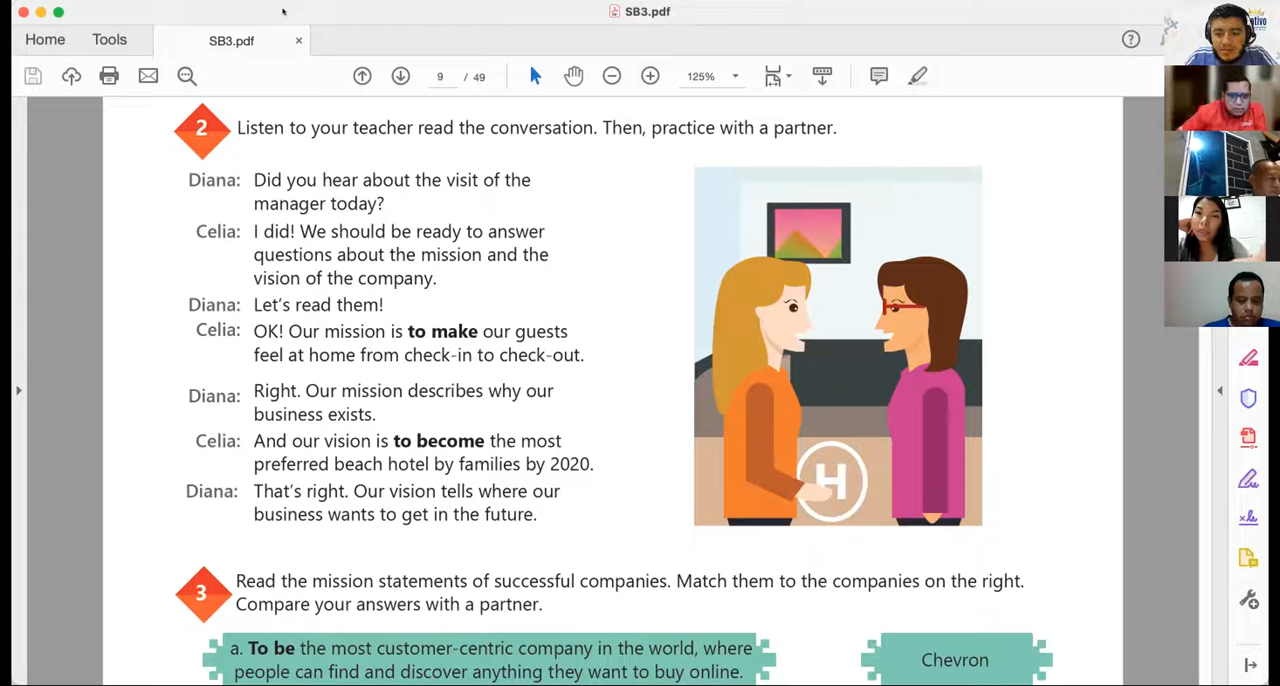 SB3.pdf
Home
Tools
SB3.pdf
×
9 / 49
125%
2 Listen to your teacher read the conversation. Then, practice with a partner.
Diana: Did you hear about the visit of the
manager today?
Celia: I did! We should be ready to answer
questions about the mission and the
vision of the company.
Diana: Let's read them!
Celia: OK! Our mission is to make our guests
feel at home from check-in to check-out.
Diana: Right. Our mission describes why our
business exists.
Celia: And our vision is to become the most
preferred beach hotel by families by 2020.
Diana: That's right. Our vision tells where our
business wants to get in the future.
H
3 Read the mission statements of successful companies. Match them to the companies on the right.
Compare your answers with a partner.
a. To be the most customer-centric company in the world, where
people can find and discover anything they want to buy online.
Chevron